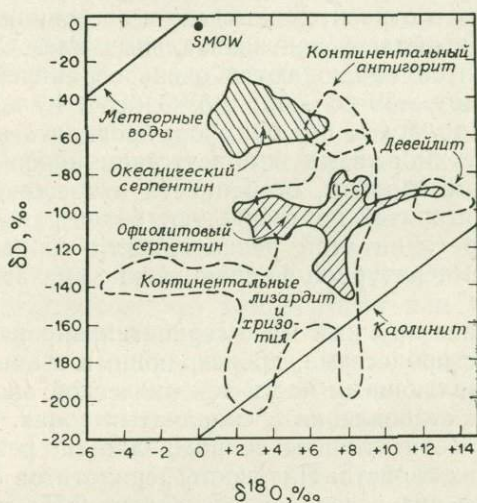 0
-20
-40
-60
-80
-100
-120
-140
-160
-180
-200
-220
δD, ‰
SMOW
Континентальный
антигорит
Метеорные
воды
Девейлит
Океанический
серпентин
(L-C)
Офиолитовый
серпентин
Континентальные
лизардит
и
хризо-
тил
Каолинит
-6 -4 -2 0 +2 +4 +6 +8 +10 +14
δ¹⁸O, ‰